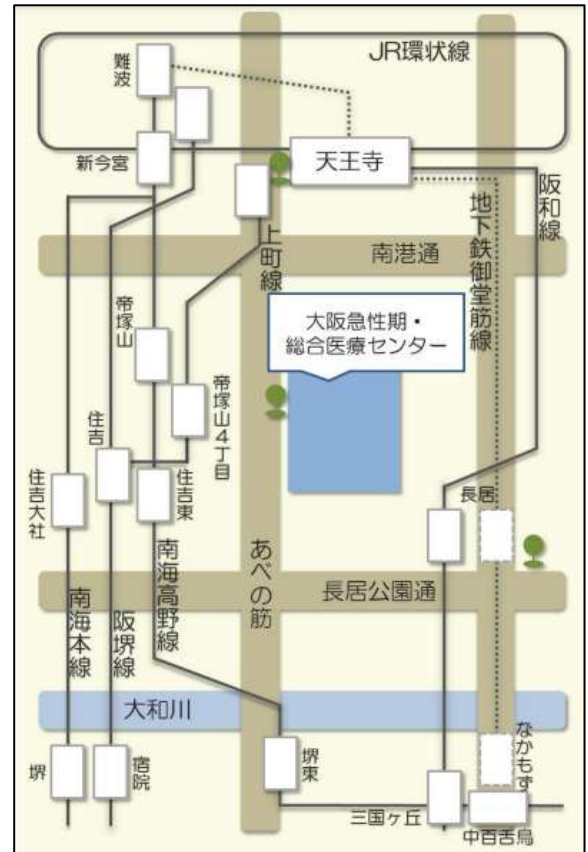 JR環状線
難波
新今宮
天王寺
阪和線
地下鉄御堂筋線
上町線
南港通
大阪急性期・
総合医療センター
帝塚山
帝塚山4丁目
住吉
住吉大社
住吉東
長居
あべの筋
長居公園通
南海本線
阪堺線
南海高野線
大和川
なかもず
堺
宿院
堺東
三国ヶ丘
中百舌鳥